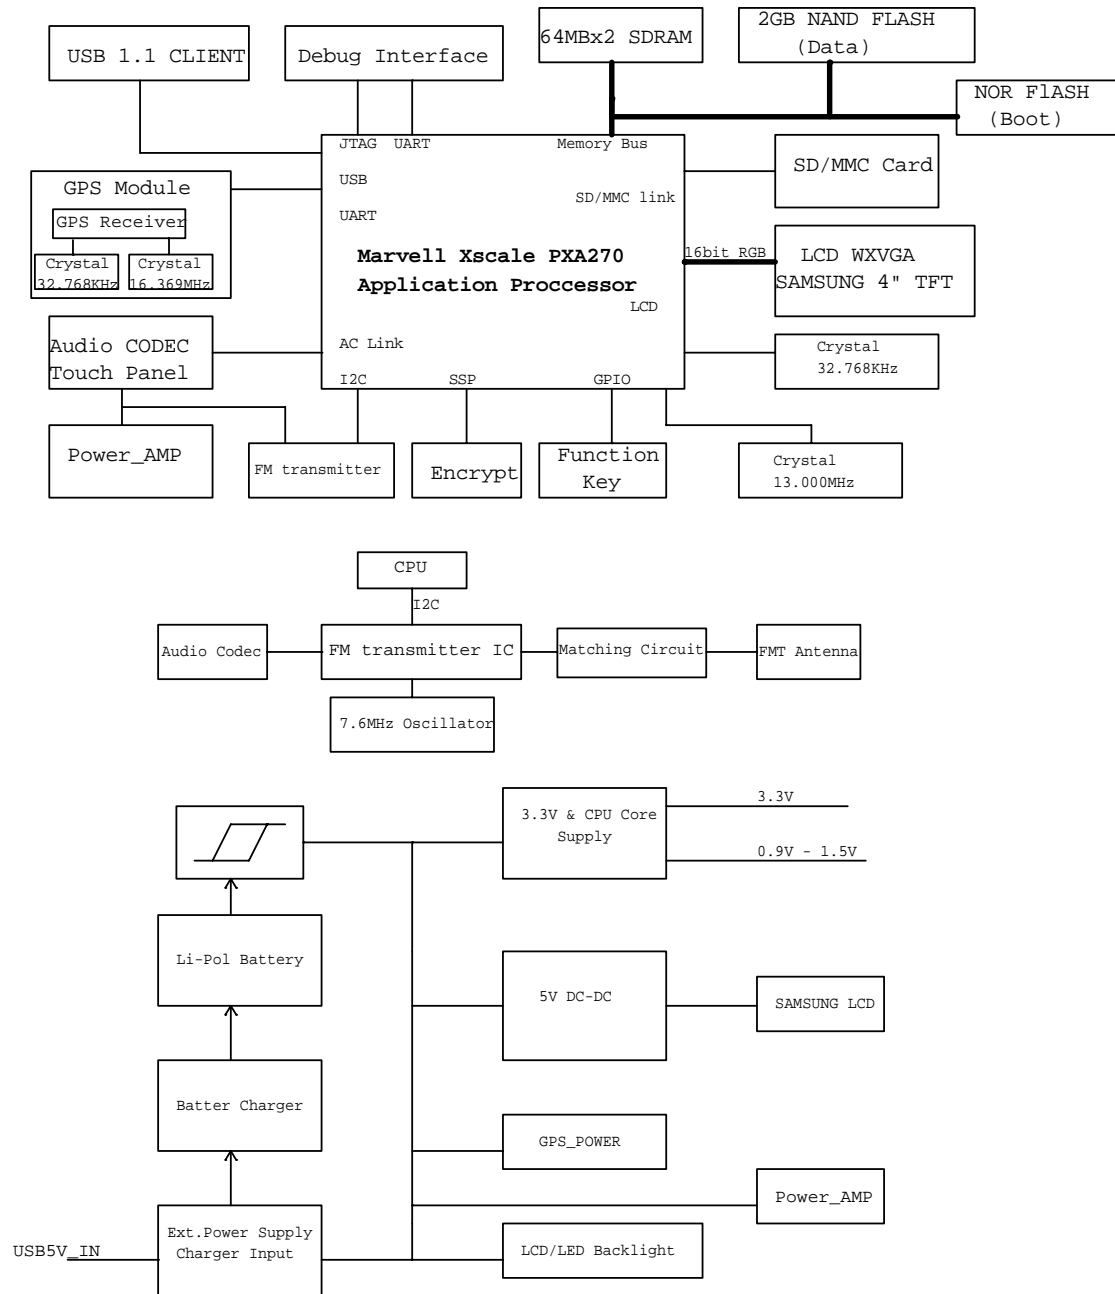 USB 1.1 CLIENT
Debug Interface
64MBx2 SDRAM
2GB NAND FLASH
(Data)
NOR FlASH
(Boot)
JTAG UART
Memory Bus
USB
SD/MMC link
SD/MMC Card
GPS Module
GPS Receiver
Crystal
32.768KHz
Crystal
16.369MHz
UART
Marvell Xscale PXA270
Application Proccessor
16bit RGB
LCD WXVGA
SAMSUNG 4" TFT
LCD
Audio CODEC
Touch Panel
AC Link
Crystal
32.768KHz
I2C
SSP
GPIO
Power_AMP
FM transmitter
Encrypt
Function
Key
Crystal
13.000MHz
CPU
I2C
Audio Codec
FM transmitter IC
Matching Circuit
FMT Antenna
7.6MHz Oscillator
3.3V & CPU Core
Supply
3.3V
0.9V - 1.5V
Li-Pol Battery
5V DC-DC
SAMSUNG LCD
Batter Charger
GPS_POWER
Power_AMP
USB5V_IN
Ext.Power Supply
Charger Input
LCD/LED Backlight